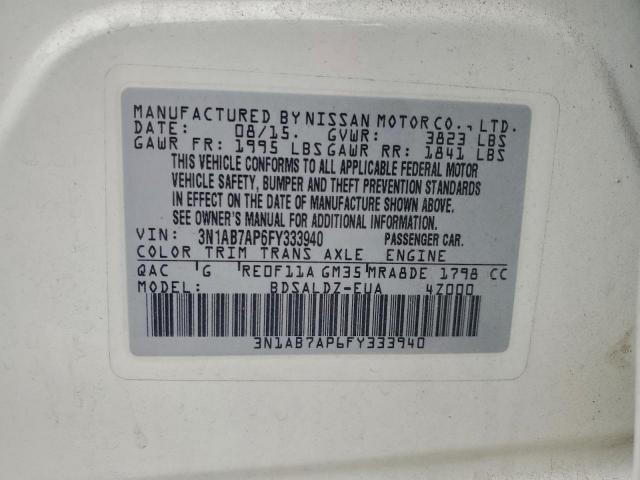 MANUFACTURED BY NISSAN MOTOR CO., LTD.
DATE: 08/15. GVWR: 3823 LBS
GAWR FR: 1995 LBS GAWR RR: 1841 LBS
THIS VEHICLE CONFORMS TO ALL APPLICABLE FEDERAL MOTOR
VEHICLE SAFETY, BUMPER AND THEFT PREVENTION STANDARDS
IN EFFECT ON THE DATE OF MANUFACTURE SHOWN ABOVE.
SEE OWNER'S MANUAL FOR ADDITIONAL INFORMATION.
VIN: 3N1AB7AP6FY333940 PASSENGER CAR.
COLOR TRIM TRANS AXLE ENGINE
QAC G RE0F11A GM35 MRA8DE 1798 CC
MODEL: BDSALDZ-EUA 4Z000
3N1AB7AP6FY333940